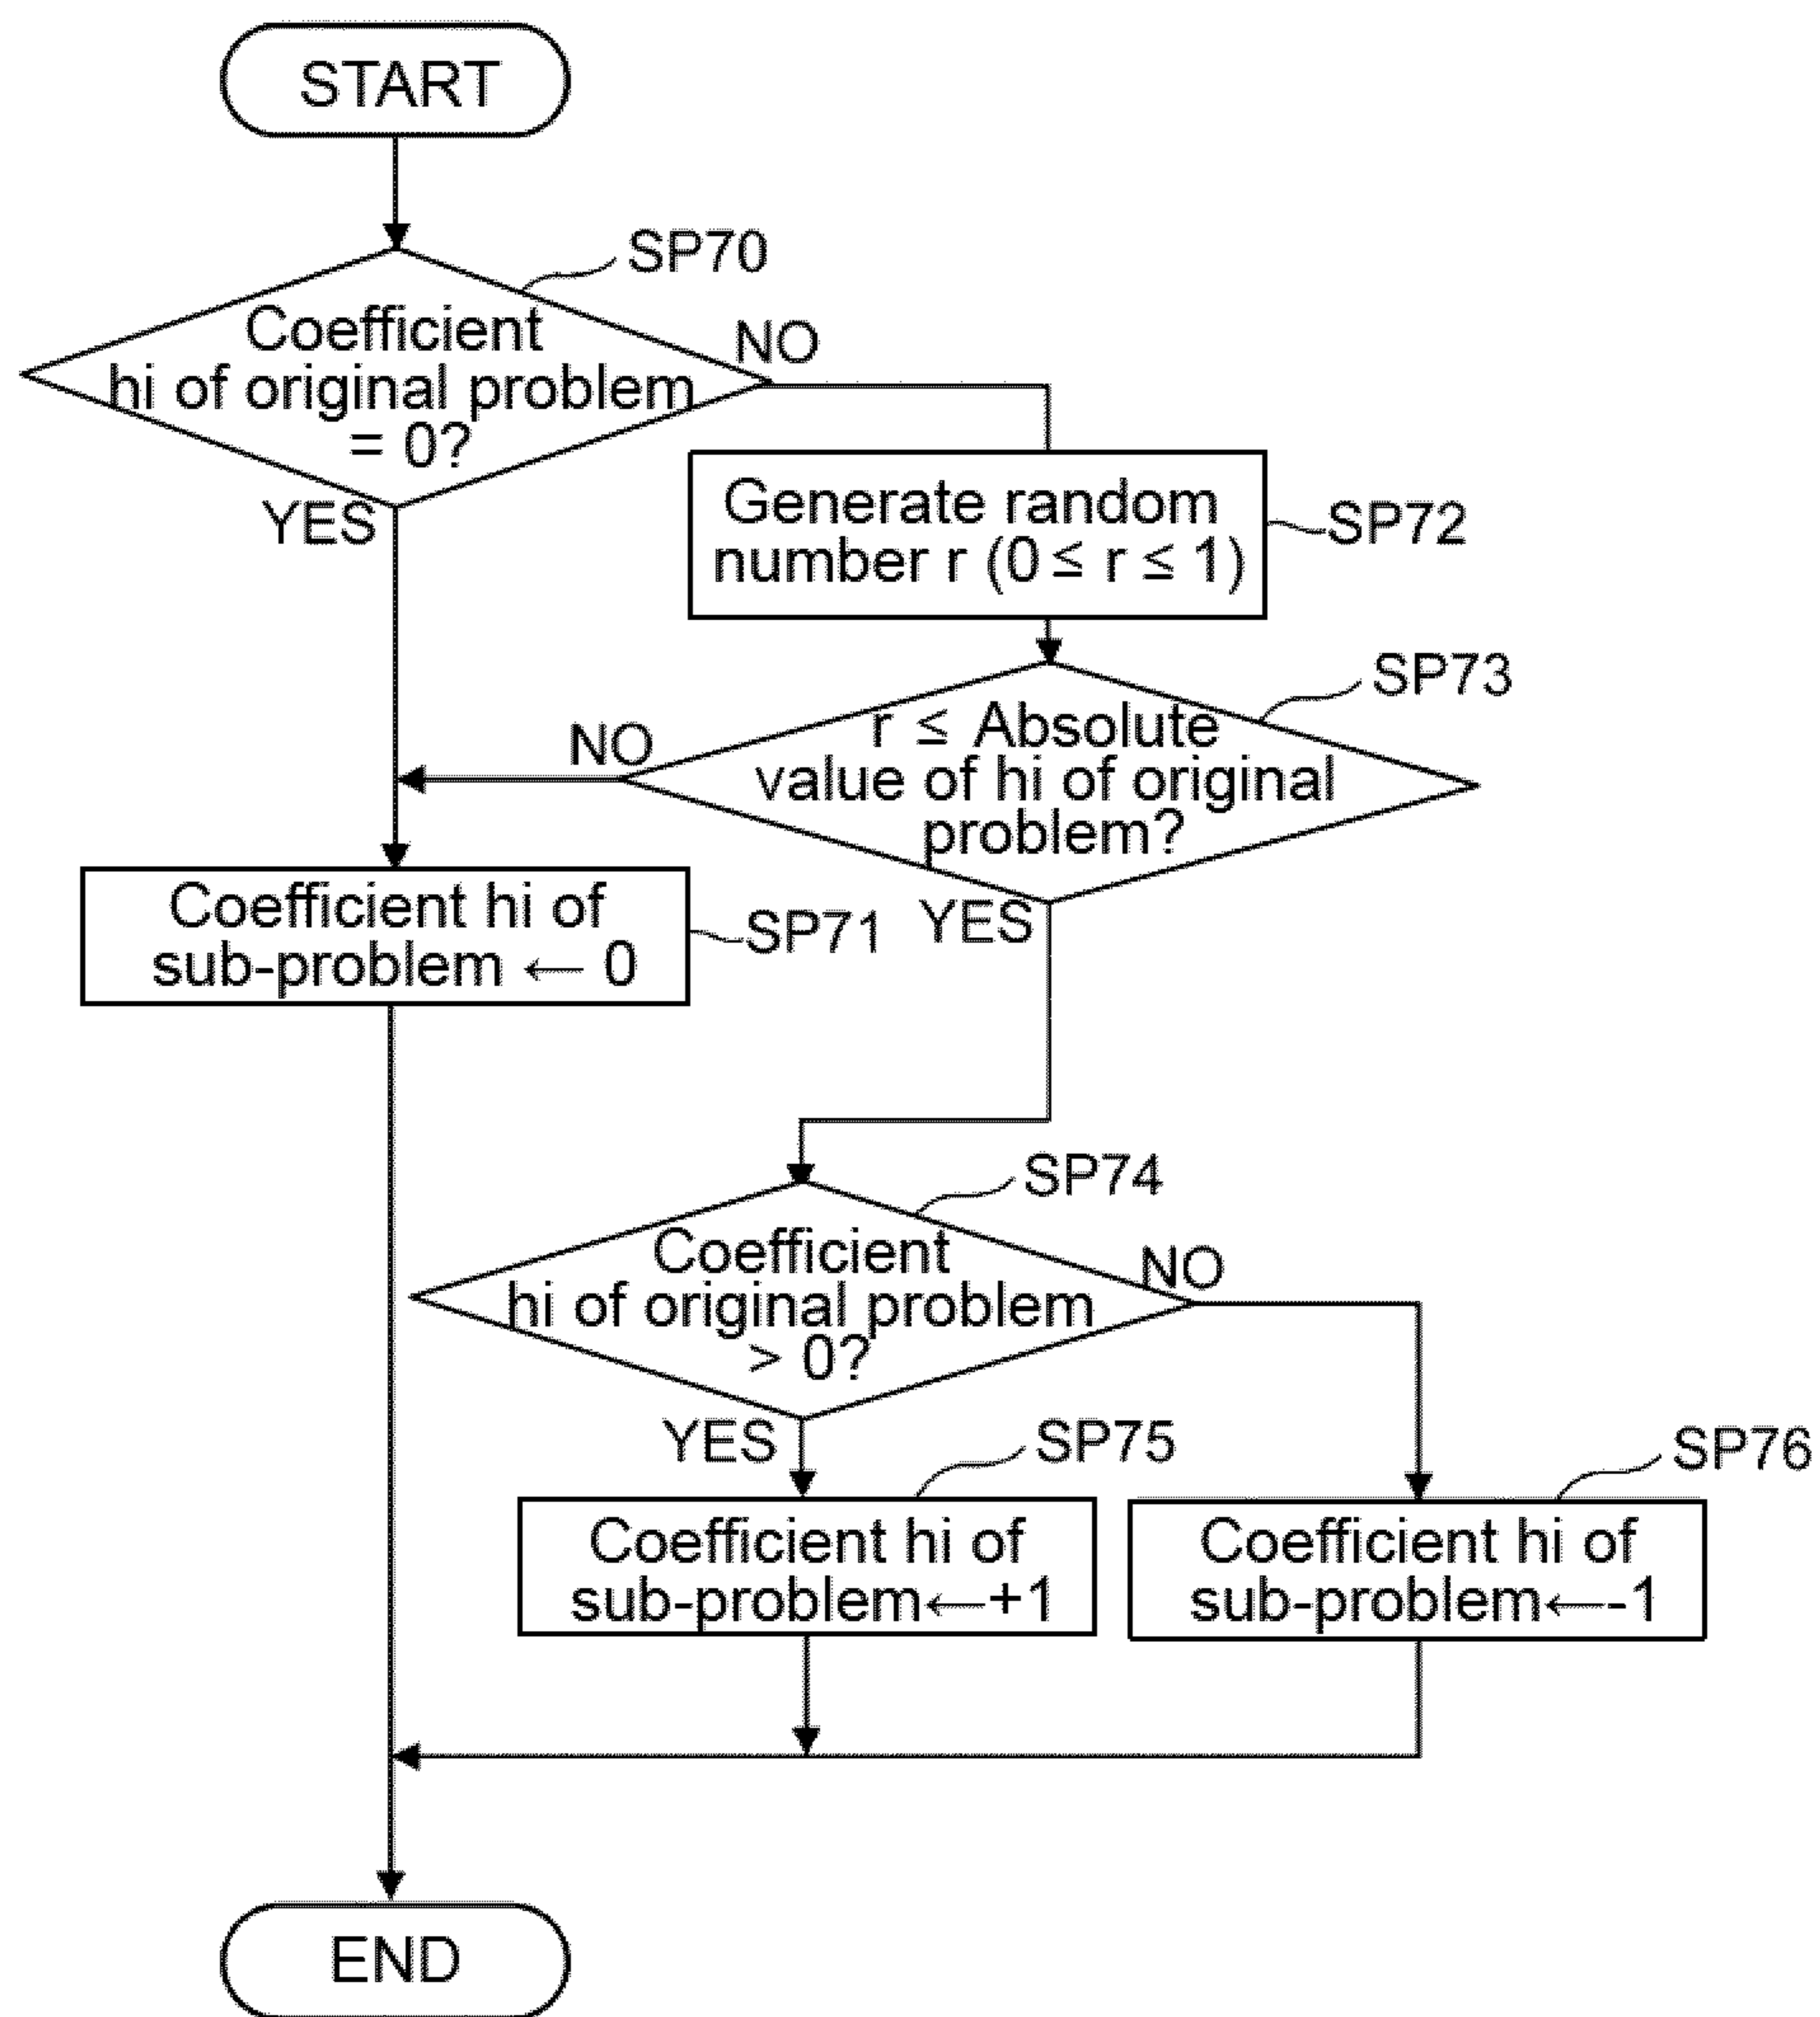 START
SP70
Coefficient
hi of original problem
= 0?
NO
YES
Generate random
number r (0 ≤ r ≤ 1)
SP72
SP73
r ≤ Absolute
value of hi of original
problem?
NO
YES
Coefficient hi of
sub-problem ← 0
SP71
SP74
Coefficient
hi of original problem
> 0?
NO
YES
SP75
Coefficient hi of
sub-problem←+1
SP76
Coefficient hi of
sub-problem←-1
END